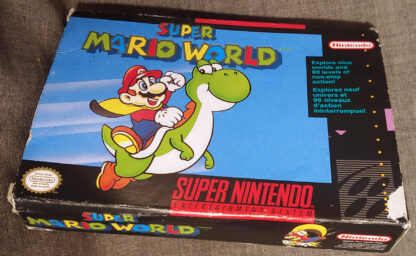 SUPER
MARIO WORLD
Nintendo
Explore nine
worlds and
96 levels of
non-stop
action!
Explorez neuf
univers et
96 niveaux
d'action
ininterrompue!
SUPER NINTENDO
ENTERTAINMENT SYSTEM
SUPER
MARIO WORLD
Nintendo